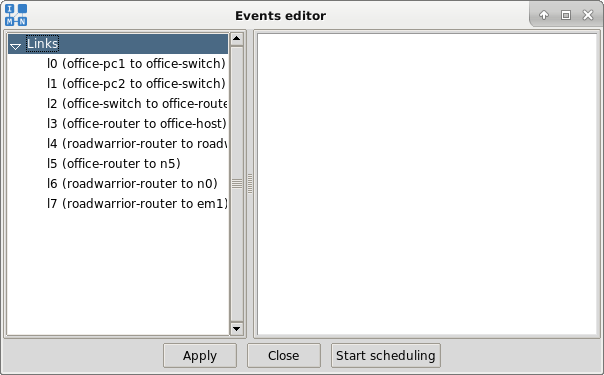 I
M N
Events editor
Links
l0 (office-pc1 to office-switch)
l1 (office-pc2 to office-switch)
l2 (office-switch to office-route
l3 (office-router to office-host)
l4 (roadwarrior-router to roadw
l5 (office-router to n5)
l6 (roadwarrior-router to n0)
l7 (roadwarrior-router to em1)
Apply
Close
Start scheduling